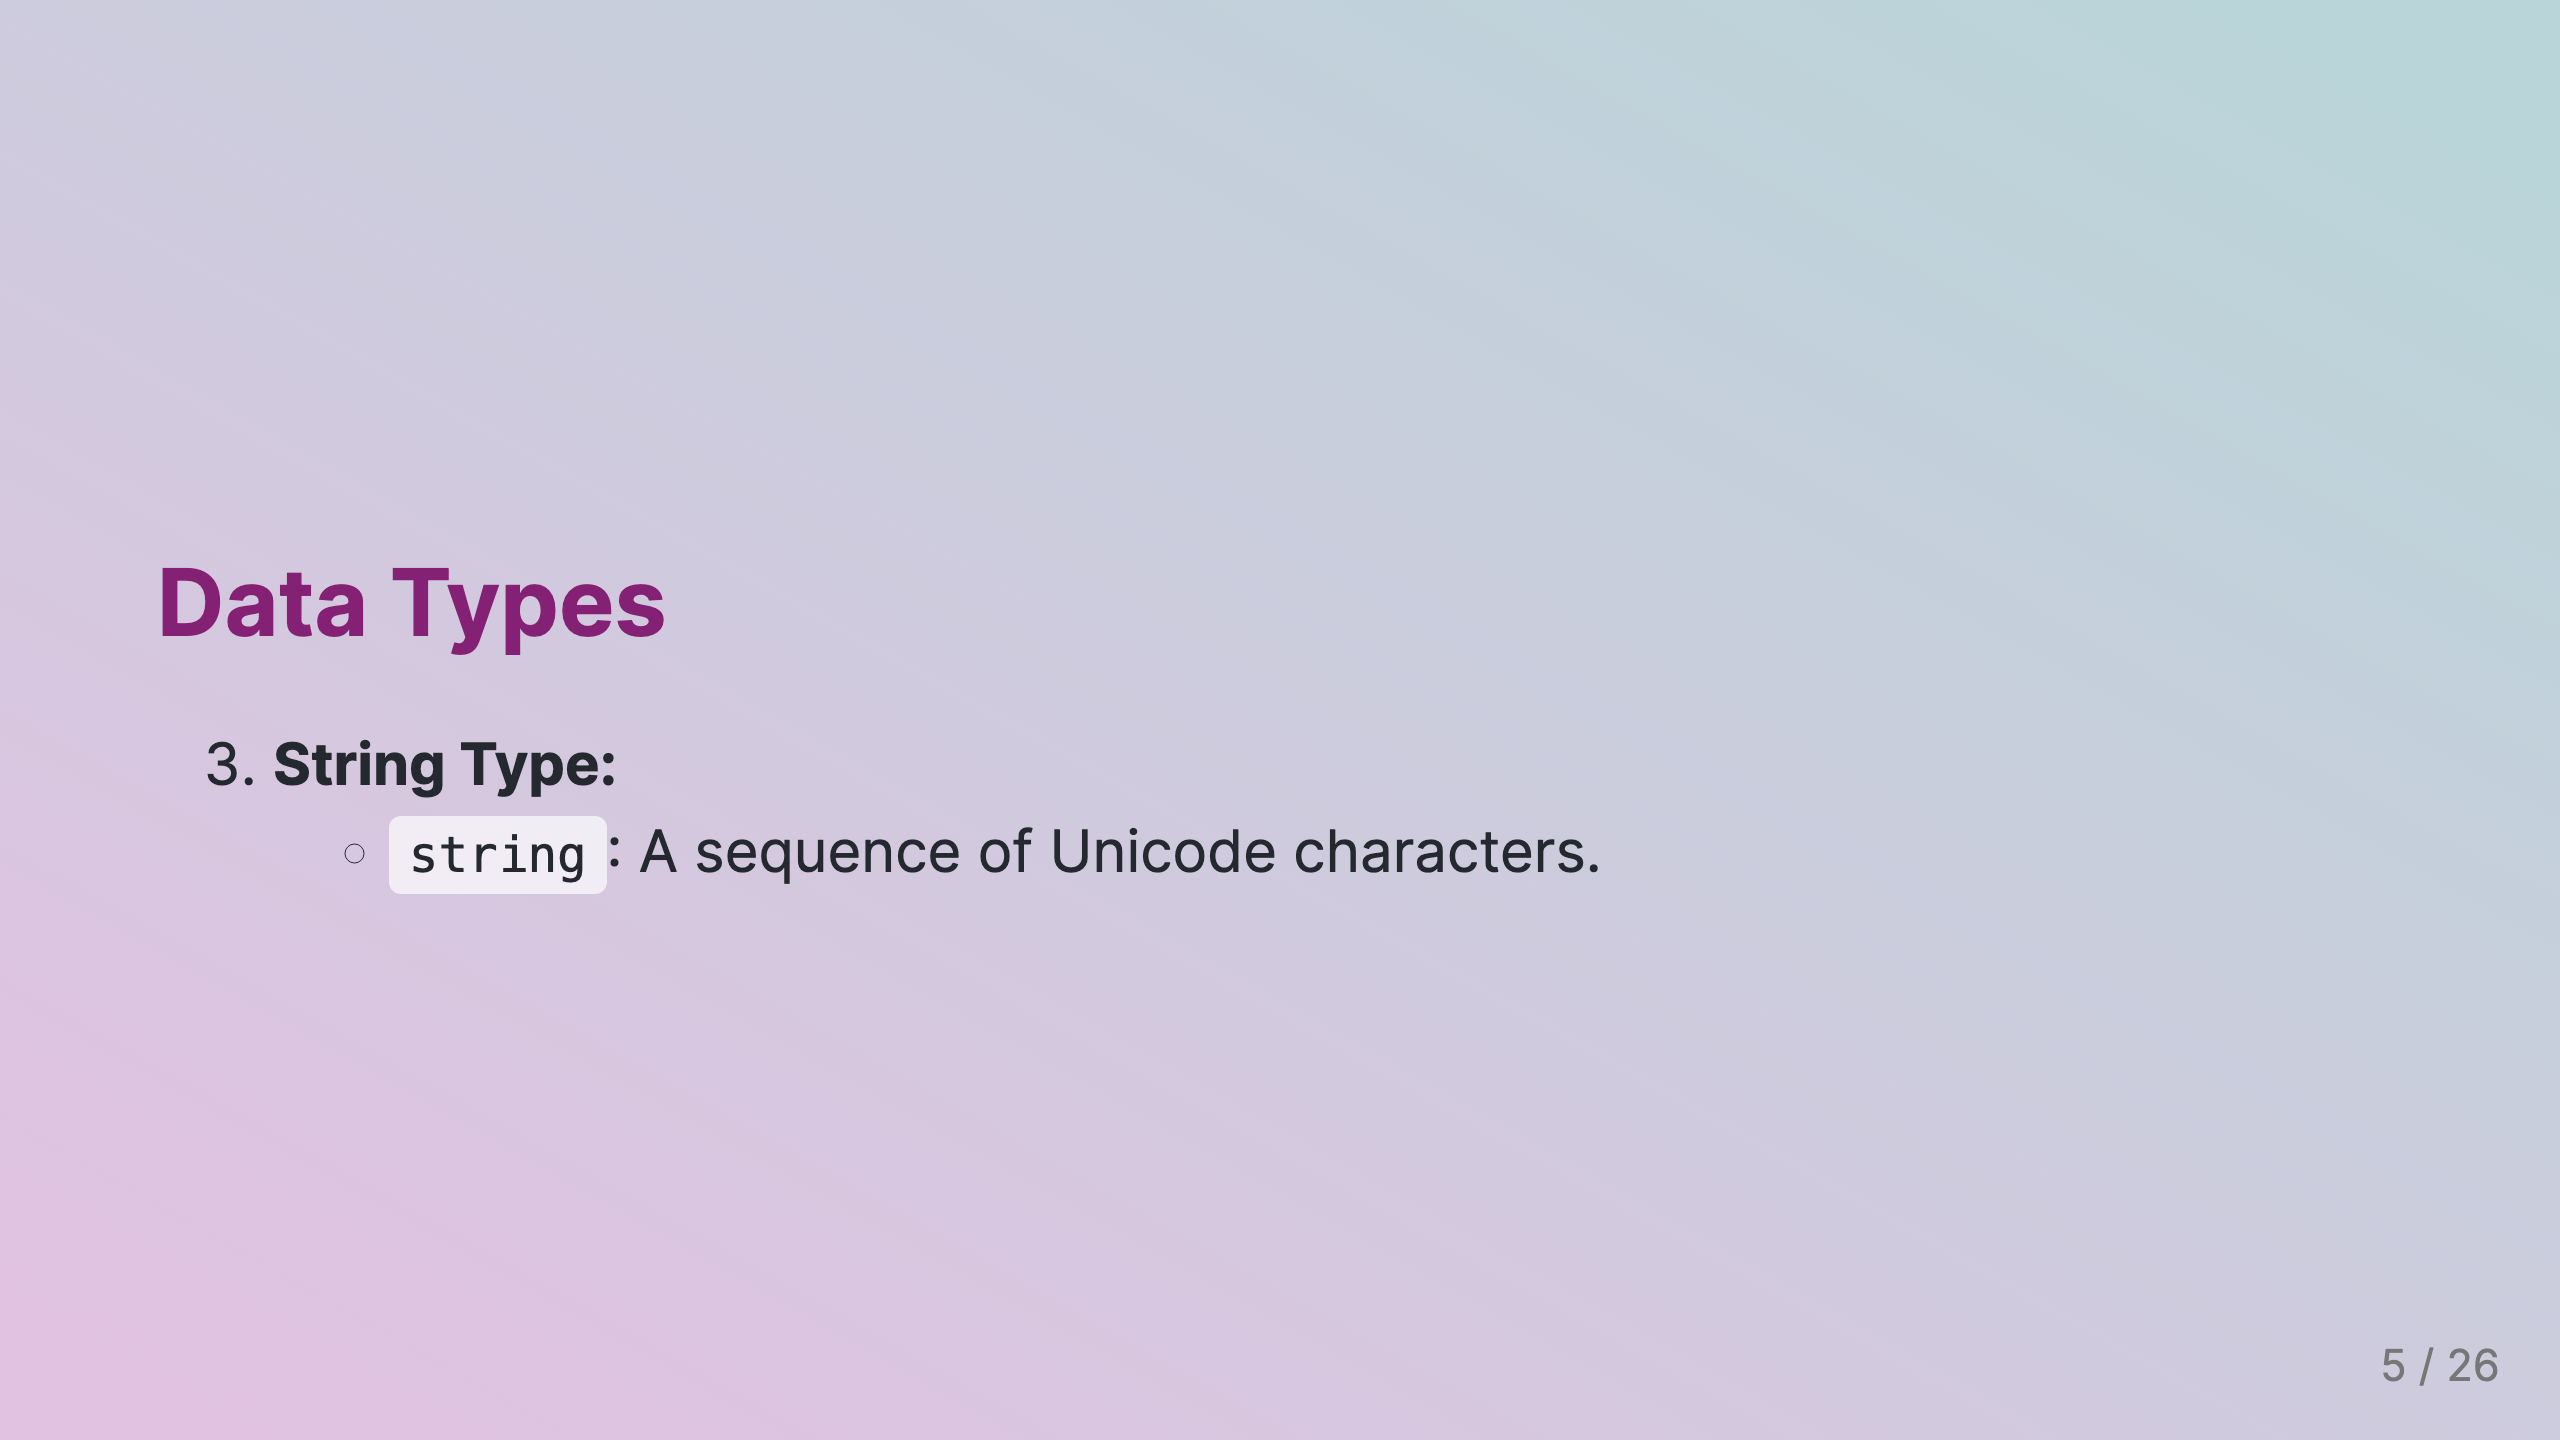 Data Types
3. String Type:
○ string : A sequence of Unicode characters.
5 / 26